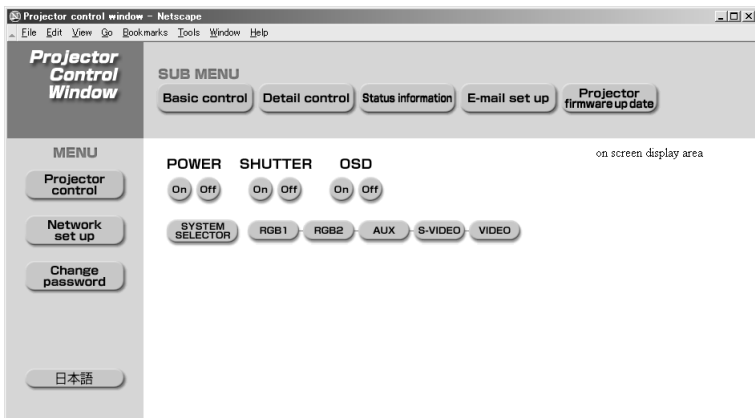 Projector control window - Netscape
File Edit View Go Bookmarks Tools Window Help
Projector
Control
Window
SUB MENU
Basic control Detail control Status information E-mail set up Projector
firmware up date
MENU
Projector
control
Network
set up
Change
password
日本語
POWER SHUTTER OSD
On Off On Off On Off
SYSTEM
SELECTOR RGB1 RGB2 AUX S-VIDEO VIDEO
on screen display area